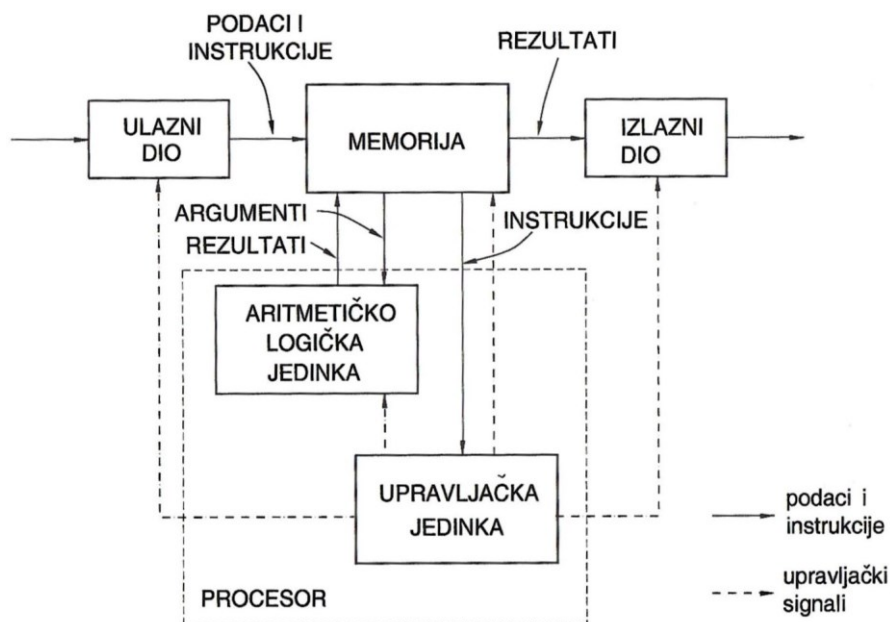 PODACI I
INSTRUKCIJE
REZULTATI
ULAZNI
DIO
MEMORIJA
IZLAZNI
DIO
ARGUMENTI
REZULTATI
INSTRUKCIJE
ARITMETIČKO
LOGIČKA
JEDINKA
UPRAVLJAČKA
JEDINKA
PROCESOR
podaci i
instrukcije
upravljački
signali